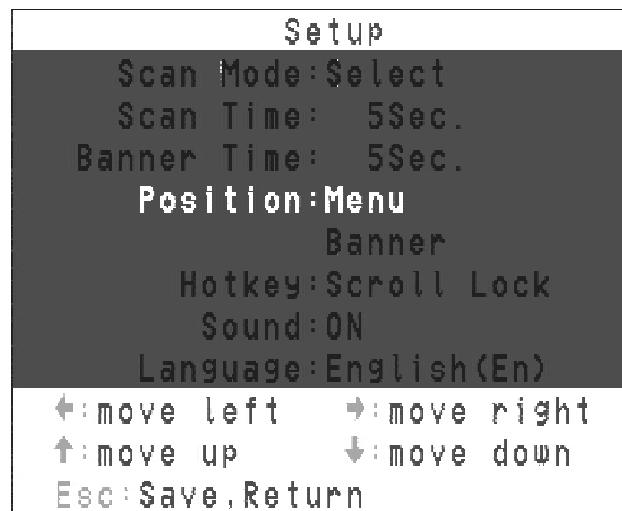 Setup
Scan Mode:Select
Scan Time: 5Sec.
Banner Time: 5Sec.
Position:Menu
Banner
Hotkey:Scroll Lock
Sound:ON
Language:English(En)
←:move left →:move right
↑:move up ↓:move down
Esc:Save,Return